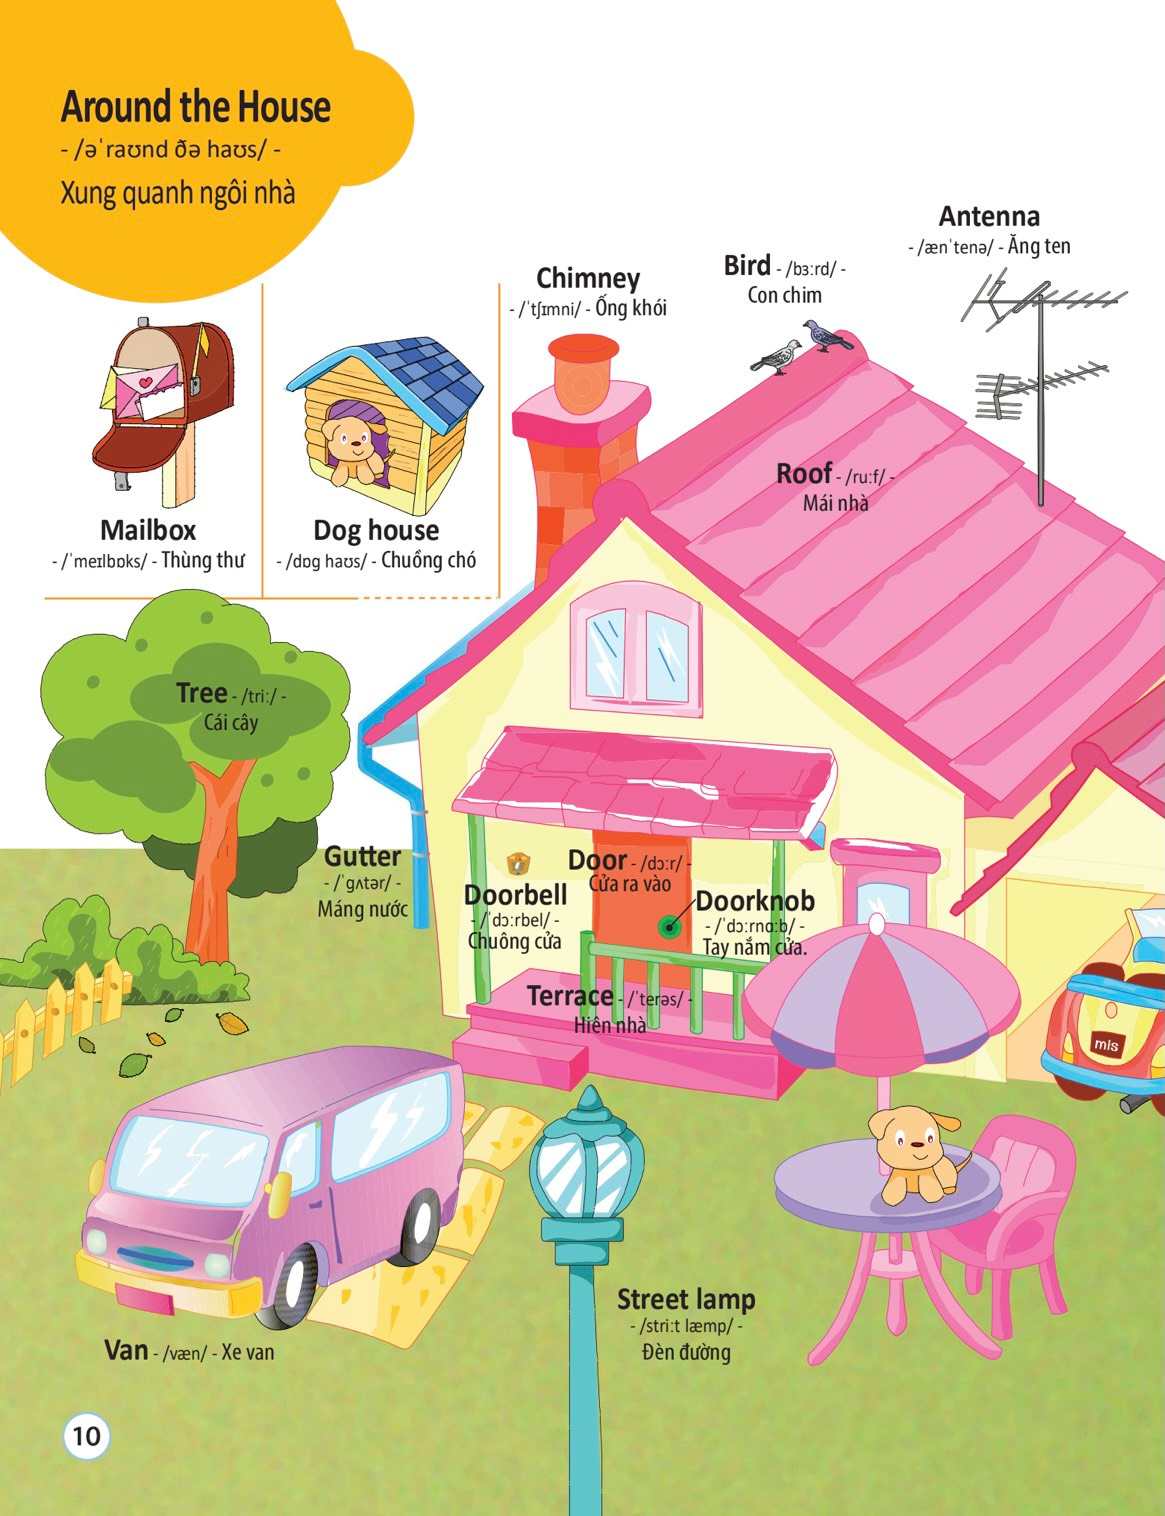 Around the House
- /əˈraʊnd ðə haʊs/ -
Xung quanh ngôi nhà
Antenna
- /ænˈtenə/ - Ăng ten
Bird - /bɜːrd/ -
Con chim
Chimney
- /ˈtʃɪmni/ - Ống khói
Roof - /ruːf/ -
Mái nhà
Mailbox
- /ˈmeɪlbɒks/ - Thùng thư
Dog house
- /dɒg haʊs/ - Chuồng chó
Tree - /triː/ -
Cái cây
Gutter
- /ˈgʌtər/ -
Máng nước
Door - /dɔːr/ -
Cửa ra vào
Doorbell
- /ˈdɔːrbel/ -
Chuông cửa
Doorknob
- /ˈdɔːrnɑːb/ -
Tay nắm cửa.
Terrace - /ˈterəs/ -
Hiên nhà
mis
Street lamp
- /striːt læmp/ -
Đèn đường
Van - /væn/ - Xe van
10